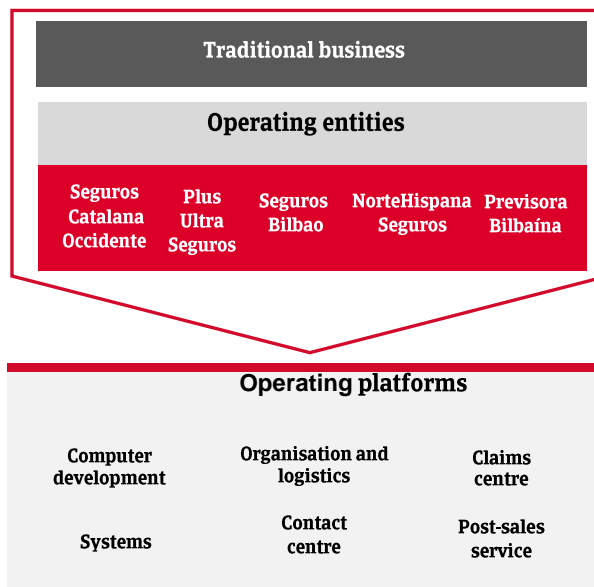 Traditional business
Operating entities
Seguros
Catalana
Occidente
Plus
Ultra
Seguros
Seguros
Bilbao
NorteHispana
Seguros
Previsora
Bilbaína
Operating platforms
Computer
development
Organisation and
logistics
Claims
centre
Systems
Contact
centre
Post-sales
service